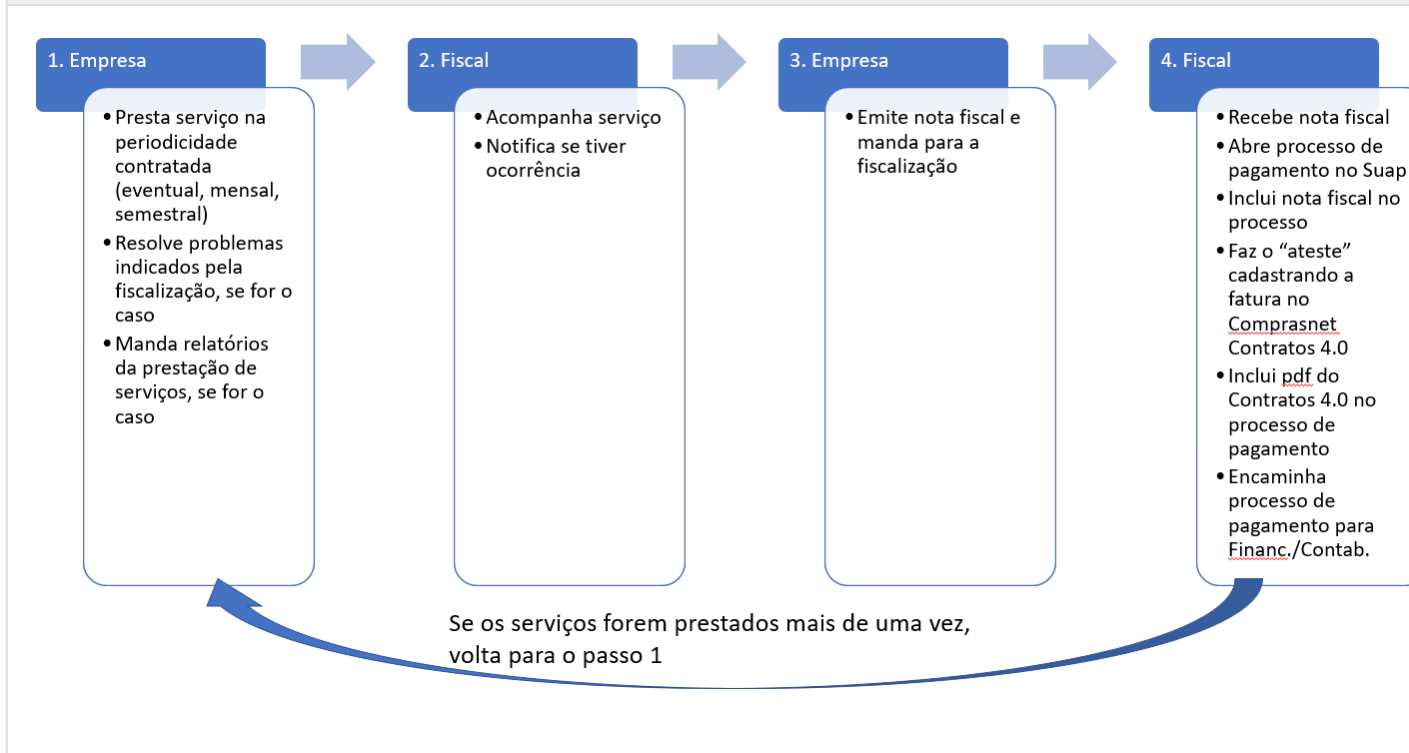 1. Empresa
• Presta serviço na
periodicidade
contratada
(eventual, mensal,
semestral)
• Resolve problemas
indicados pela
fiscalização, se for o
caso
• Manda relatórios
da prestação de
serviços, se for o
caso
2. Fiscal
• Acompanha serviço
• Notifica se tiver
ocorrência
3. Empresa
• Emite nota fiscal e
manda para a
fiscalização
4. Fiscal
• Recebe nota fiscal
• Abre processo de
pagamento no Suap
• Inclui nota fiscal no
processo
• Faz o “ateste”
cadastrando a
fatura no
Comprasnet
Contratos 4.0
• Inclui pdf do
Contratos 4.0 no
processo de
pagamento
• Encaminha
processo de
pagamento para
Financ./Contab.
Se os serviços forem prestados mais de uma vez,
volta para o passo 1